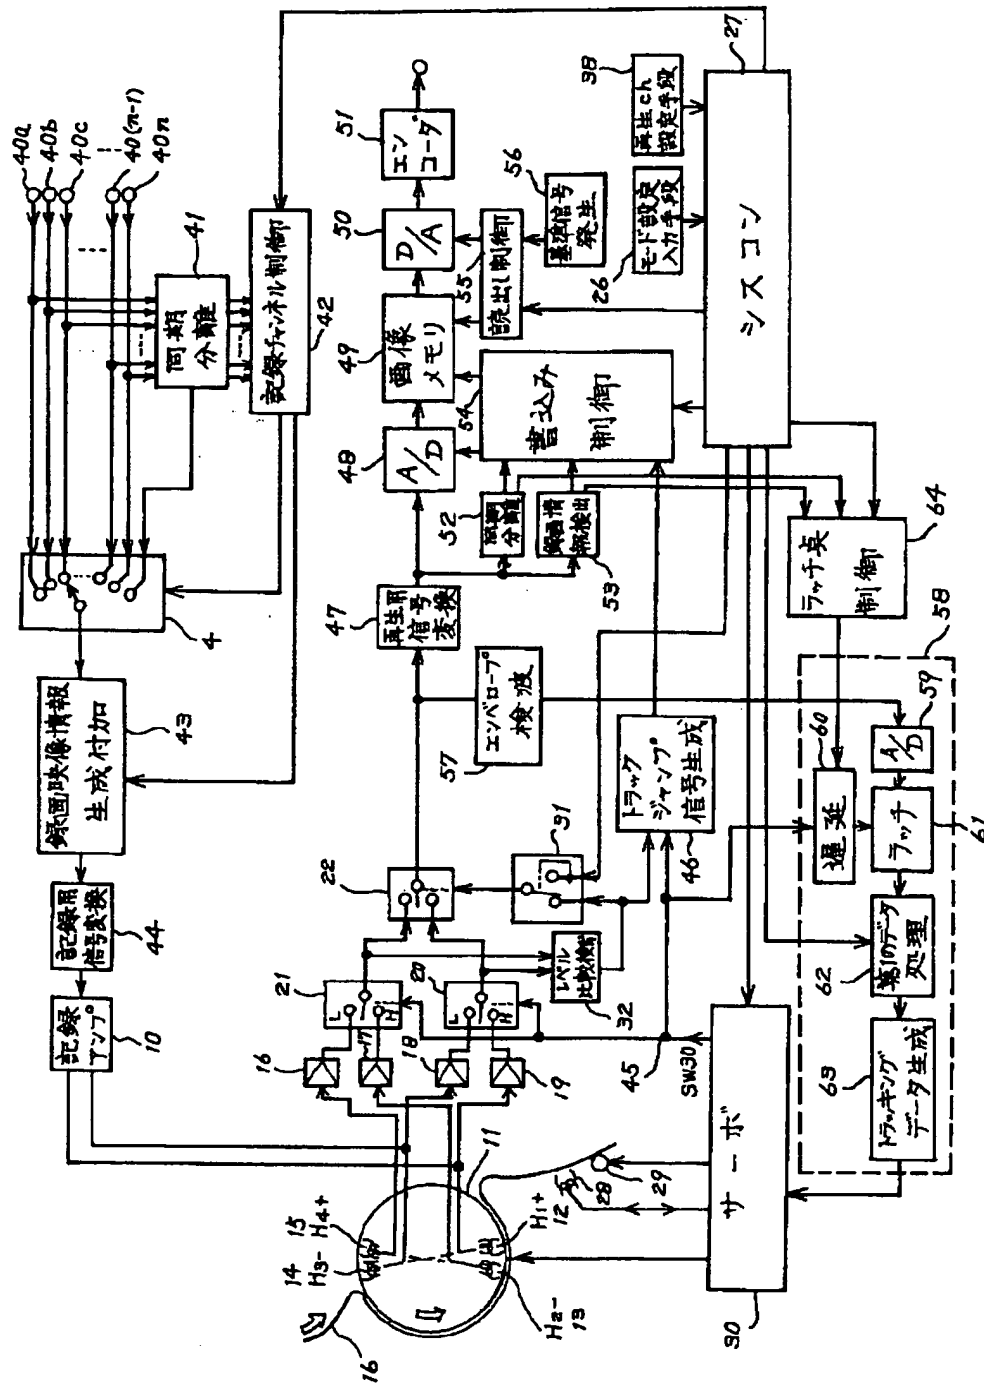 40a
40b
40c
40(n-1)
40n
41
同期
分離
記録チャンネル制御
42
4
録画映像情報
生成付加
43
記録用
信号変換
44
記録
アンプ
10
エン
コーダ
51
D/A
50
画像
メモリ
49
A/D
48
読出し制御
55
基準信号
発生
56
書込み
制御
54
同期
分離
52
録画情
報検出
53
再生用
信号
変換
47
エンベロープ
検波
57
トラック
ジャンプ
信号生成
46
31
22
21
L
H
20
L
H
レベル
比較検出
32
16
17
18
19
45
SW30
11
15
H4+
14
H3-
H1+
12
H2-
13
16
28
29
サーボ
30
シスコン
27
再生ch
設定手段
38
モード設定
入力手段
26
ラッチ点
制御
64
58
A/D
59
遅延
60
ラッチ
61
第1のデータ
処理
62
トラッキング
データ生成
63